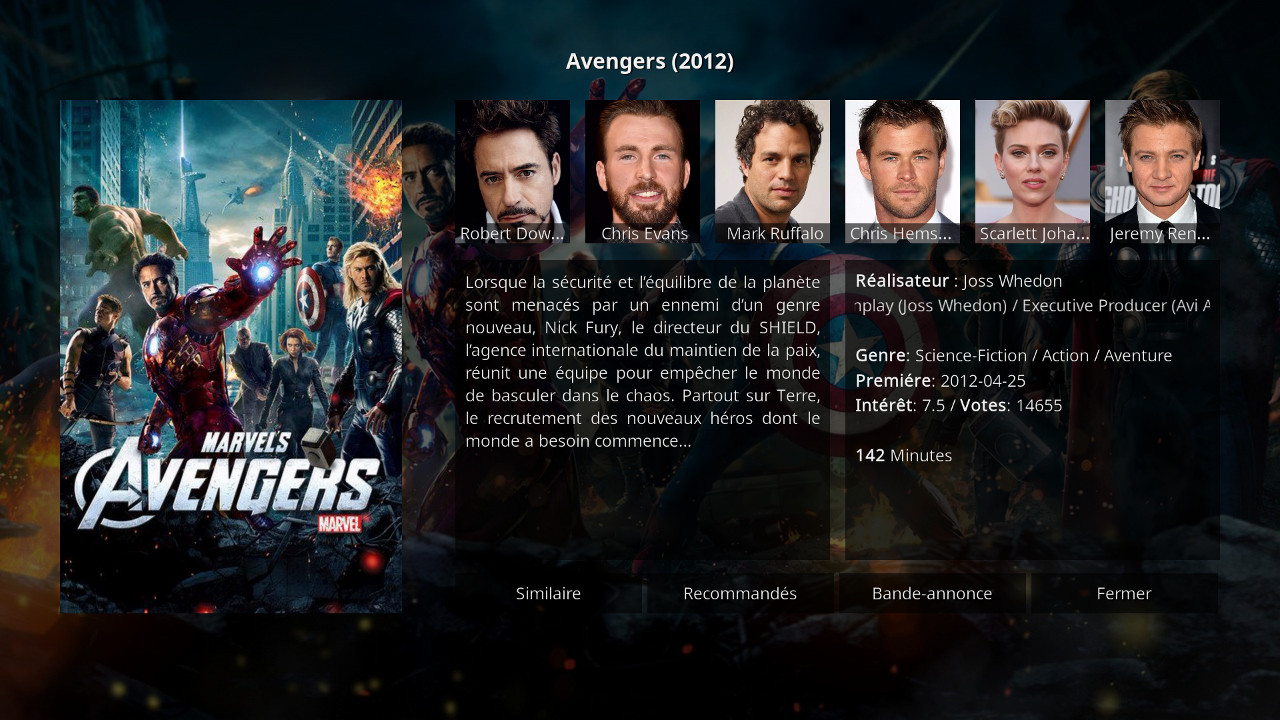 Avengers (2012)
Robert Dow...
Chris Evans
Mark Ruffalo
Chris Hems...
Scarlett Joha...
Jeremy Ren...
Lorsque la sécurité et l'équilibre de la planète
sont menacés par un ennemi d'un genre
nouveau, Nick Fury, le directeur du SHIELD,
l'agence internationale du maintien de la paix,
réunit une équipe pour empêcher le monde
de basculer dans le chaos. Partout sur Terre,
le recrutement des nouveaux héros dont le
monde a besoin commence...
Réalisateur : Joss Whedon
nplay (Joss Whedon) / Executive Producer (Avi A
Genre: Science-Fiction / Action / Aventure
Premiére: 2012-04-25
Intérêt: 7.5 / Votes: 14655
142 Minutes
MARVEL'S
AVENGERS
MARVEL
Similaire
Recommandés
Bande-annonce
Fermer